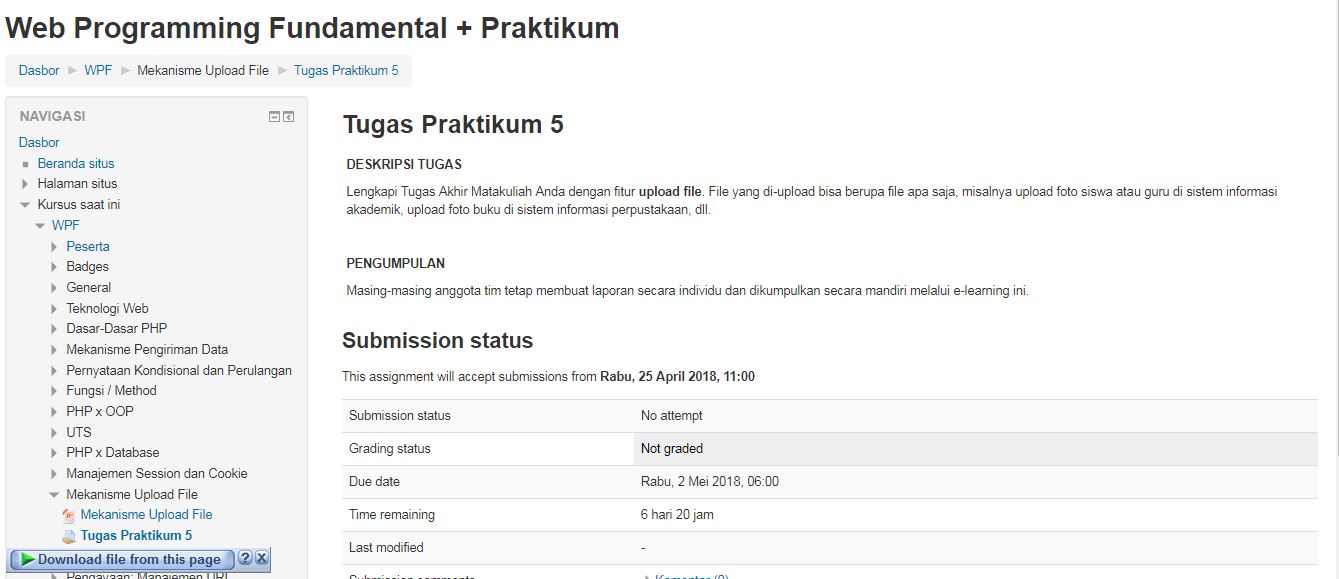 Web Programming Fundamental + Praktikum
Dasbor WPF Mekanisme Upload File Tugas Praktikum 5
NAVIGASI
Dasbor
Beranda situs
Halaman situs
Kursus saat ini
WPF
Peserta
Badges
General
Teknologi Web
Dasar-Dasar PHP
Mekanisme Pengiriman Data
Pernyataan Kondisional dan Perulangan
Fungsi / Method
PHP x OOP
UTS
PHP x Database
Manajemen Session dan Cookie
Mekanisme Upload File
Mekanisme Upload File
Tugas Praktikum 5
Download file from this page ? X
Pengayaan: Manajemen URL
Tugas Praktikum 5
DESKRIPSI TUGAS
Lengkapi Tugas Akhir Matakuliah Anda dengan fitur upload file. File yang di-upload bisa berupa file apa saja, misalnya upload foto siswa atau guru di sistem informasi
akademik, upload foto buku di sistem informasi perpustakaan, dll.
PENGUMPULAN
Masing-masing anggota tim tetap membuat laporan secara individu dan dikumpulkan secara mandiri melalui e-learning ini.
Submission status
This assignment will accept submissions from Rabu, 25 April 2018, 11:00
Submission status No attempt
Grading status Not graded
Due date Rabu, 2 Mei 2018, 06:00
Time remaining 6 hari 20 jam
Last modified -
Submission comments Komentar (0)